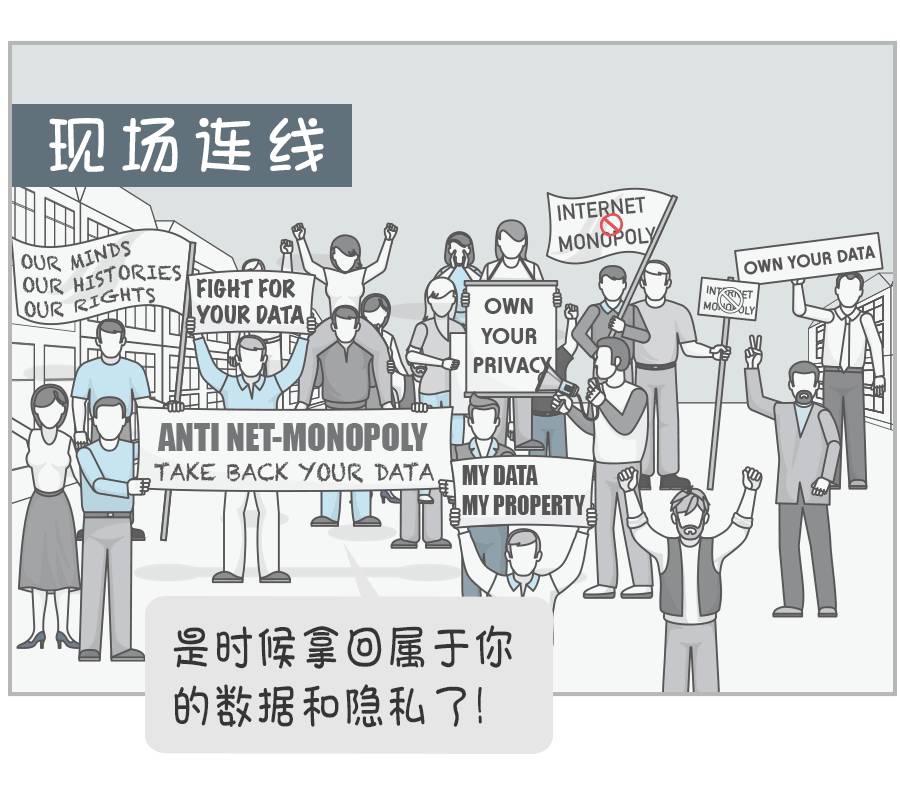 现场连线
OUR MINDS
OUR HISTORIES
OUR RIGHTS
FIGHT FOR
YOUR DATA
OWN
YOUR
PRIVACY
INTERNET
MONOPOLY
INTERNET
MONOPOLY
OWN YOUR DATA
ANTI NET-MONOPOLY
TAKE BACK YOUR DATA
MY DATA
MY PROPERTY
是时候拿回属于你
的数据和隐私了!